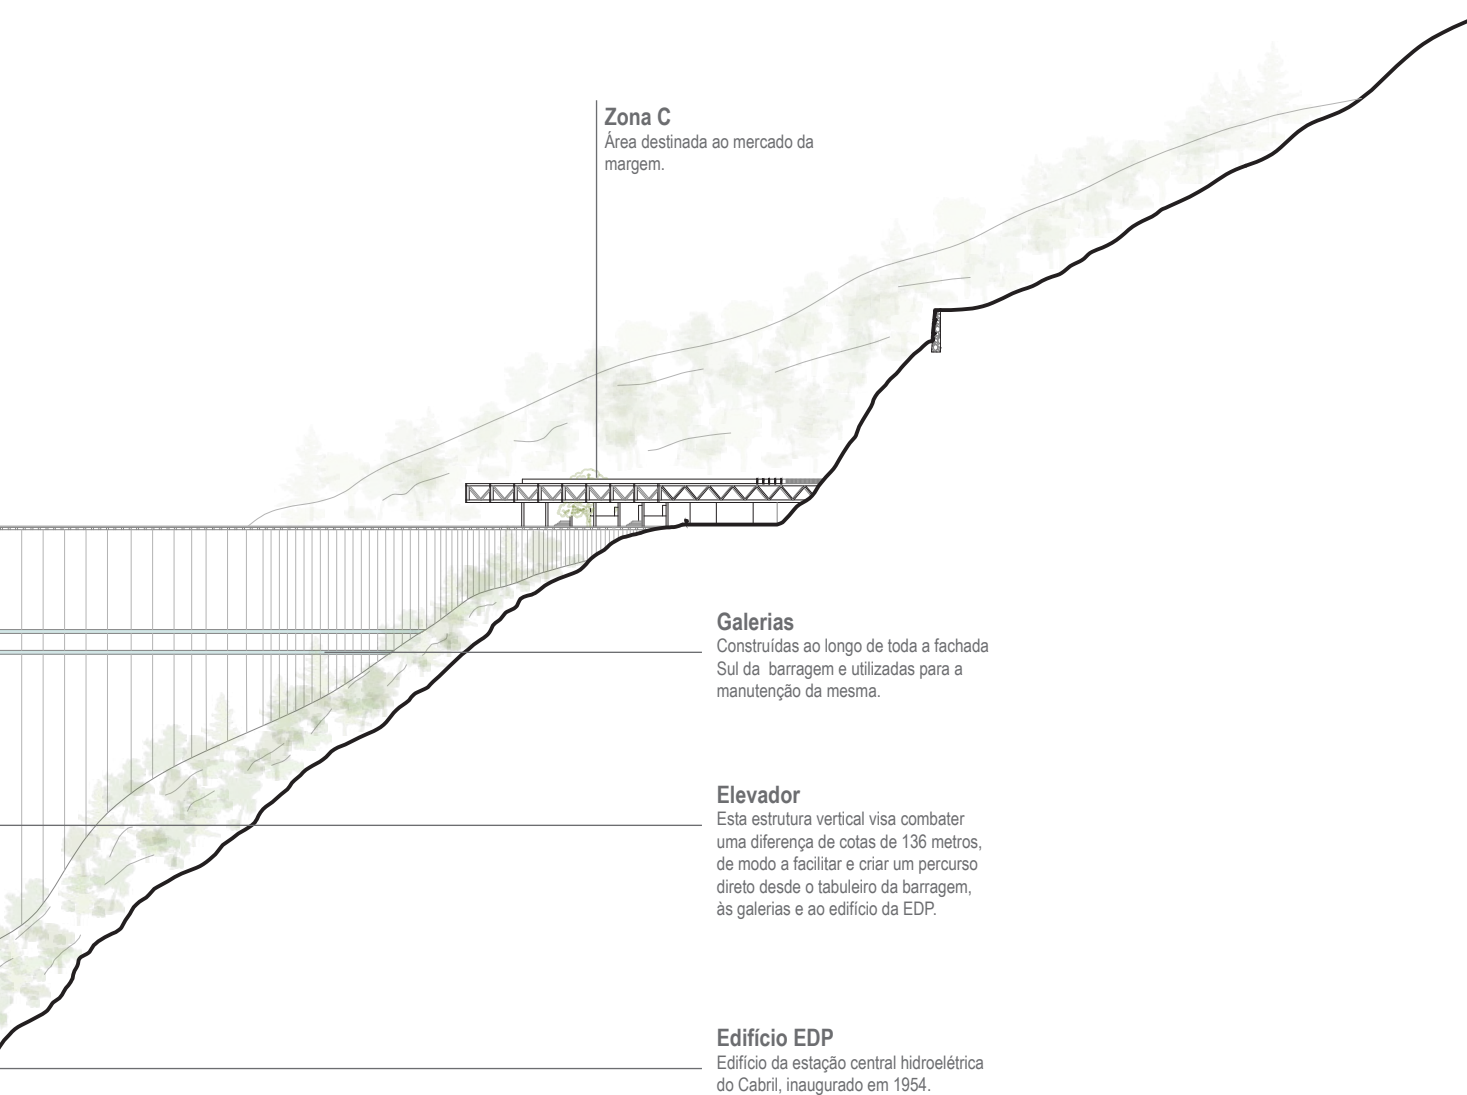 Zona C
Área destinada ao mercado da
margem.
Galerias
Construídas ao longo de toda a fachada
Sul da  barragem e utilizadas para a
manutenção da mesma.
Elevador
Esta estrutura vertical visa combater
uma diferença de cotas de 136 metros,
de modo a facilitar e criar um percurso
direto desde o tabuleiro da barragem,
às galerias e ao edifício da EDP.
Edifício EDP
Edifício da estação central hidroelétrica
do Cabril, inaugurado em 1954.